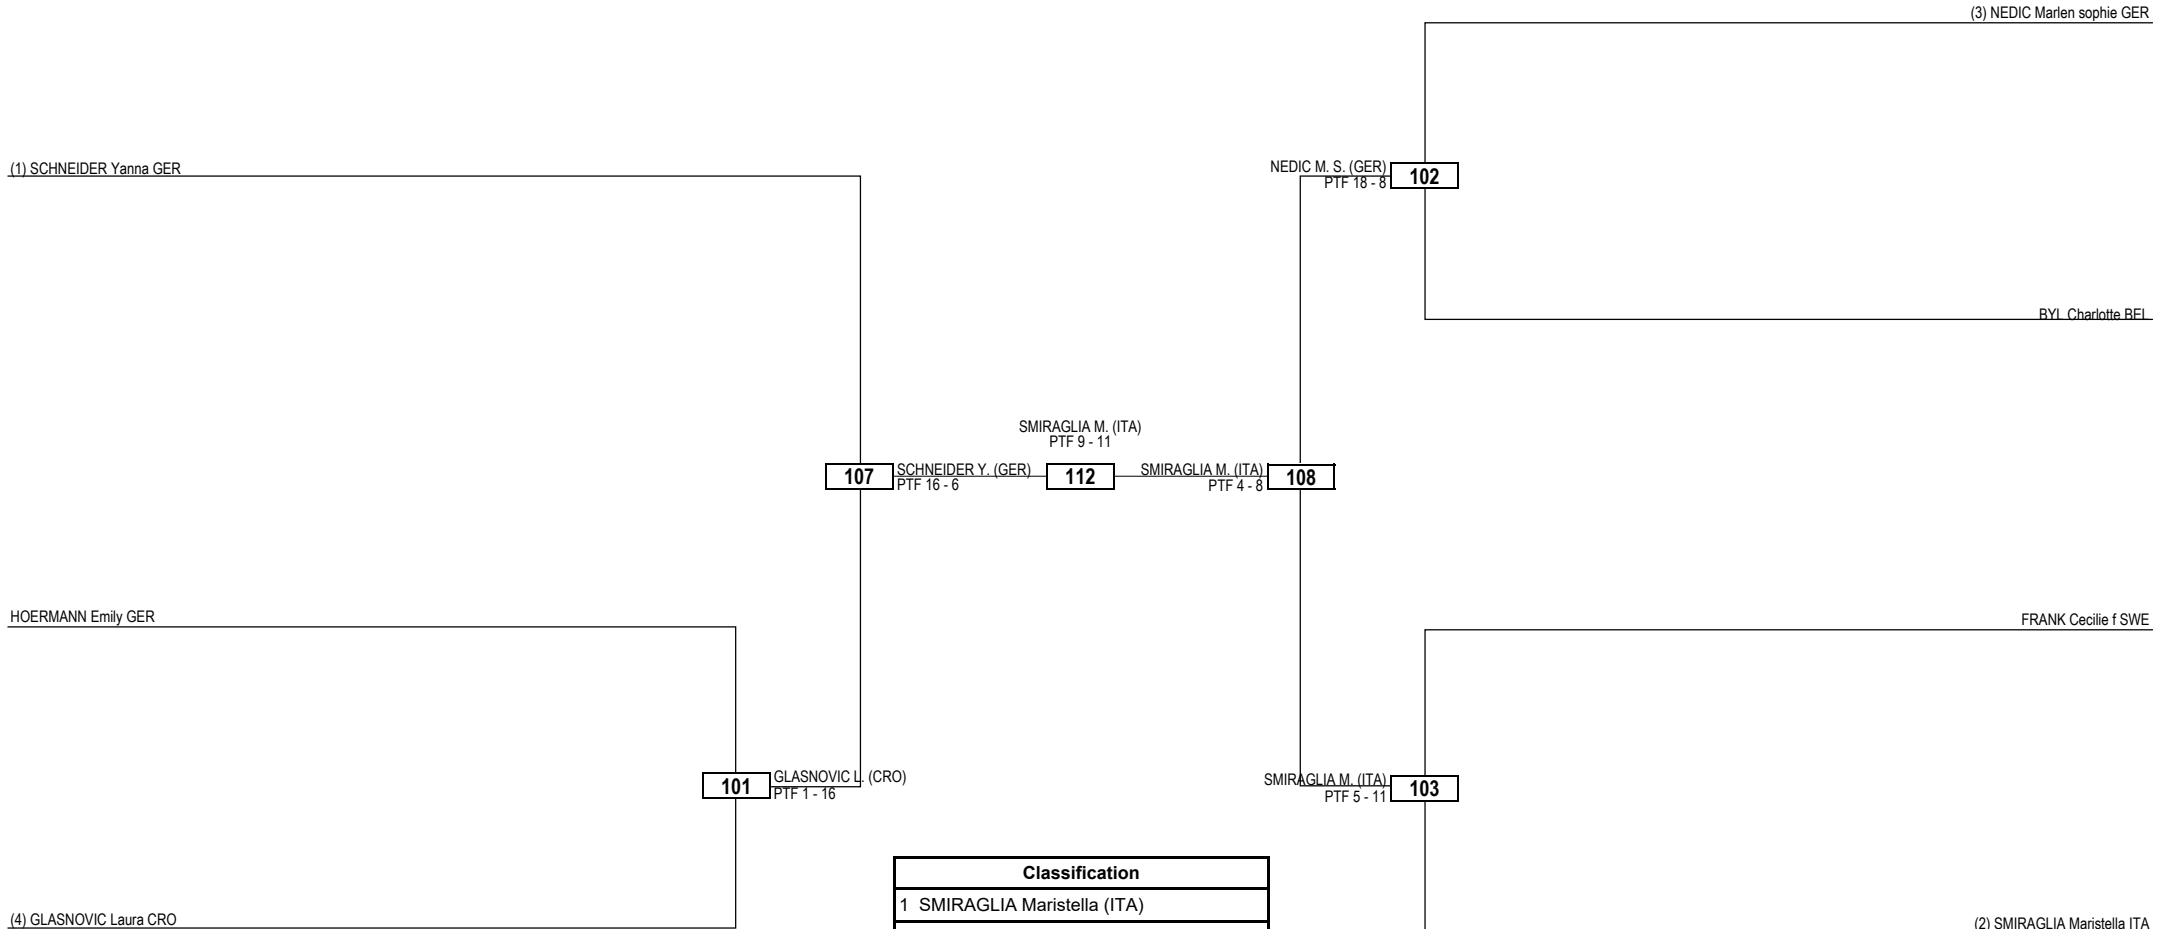 (3) NEDIC Marlen sophie GER
(1) SCHNEIDER Yanna GER
NEDIC M. S. (GER)
PTF 18 - 8
102
BYL Charlotte BEL
SMIRAGLIA M. (ITA)
PTF 9 - 11
107
SCHNEIDER Y. (GER)
PTF 16 - 6
112
SMIRAGLIA M. (ITA)
PTF 4 - 8
108
HOERMANN Emily GER
FRANK Cecilie f SWE
101
GLASNOVIC L. (CRO)
PTF 1 - 16
SMIRAGLIA M. (ITA)
PTF 5 - 11
103
Classification
1 SMIRAGLIA Maristella (ITA)
(4) GLASNOVIC Laura CRO
(2) SMIRAGLIA Maristella ITA